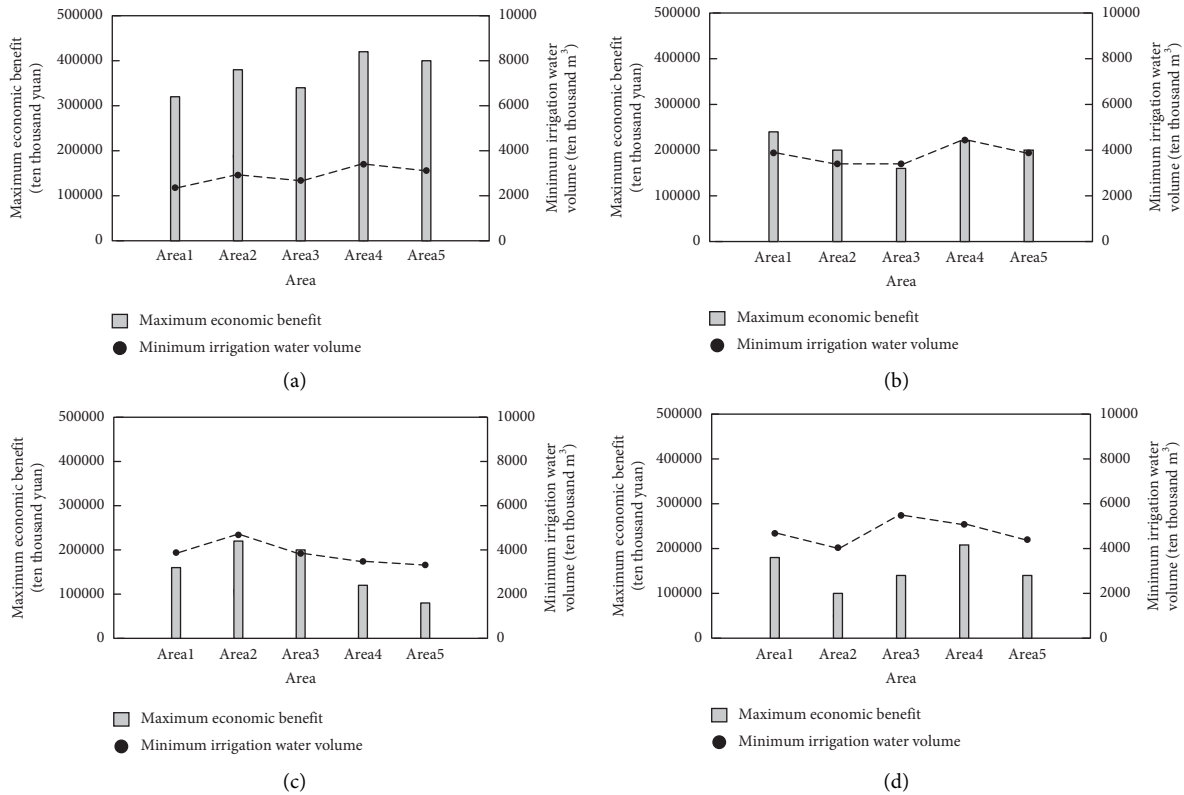 500000
400000
300000
200000
100000
0
Maximum economic benefit
(ten thousand yuan)
10000
8000
6000
4000
2000
0
Minimum irrigation water
volume (ten thousand m³)
Area1 Area2 Area3 Area4 Area5
Area
Maximum economic benefit
Minimum irrigation water volume
(a)
500000
400000
300000
200000
100000
0
Maximum economic benefit
(ten thousand yuan)
10000
8000
6000
4000
2000
0
Minimum irrigation water
volume (ten thousand m³)
Area1 Area2 Area3 Area4 Area5
Area
Maximum economic benefit
Minimum irrigation water volume
(b)
500000
400000
300000
200000
100000
0
Maximum economic benefit
(ten thousand yuan)
10000
8000
6000
4000
2000
0
Minimum irrigation water
volume (ten thousand m³)
Area1 Area2 Area3 Area4 Area5
Area
Maximum economic benefit
Minimum irrigation water volume
(c)
500000
400000
300000
200000
100000
0
Maximum economic benefit
(ten thousand yuan)
10000
8000
6000
4000
2000
0
Minimum irrigation water
volume (ten thousand m³)
Area1 Area2 Area3 Area4 Area5
Area
Maximum economic benefit
Minimum irrigation water volume
(d)